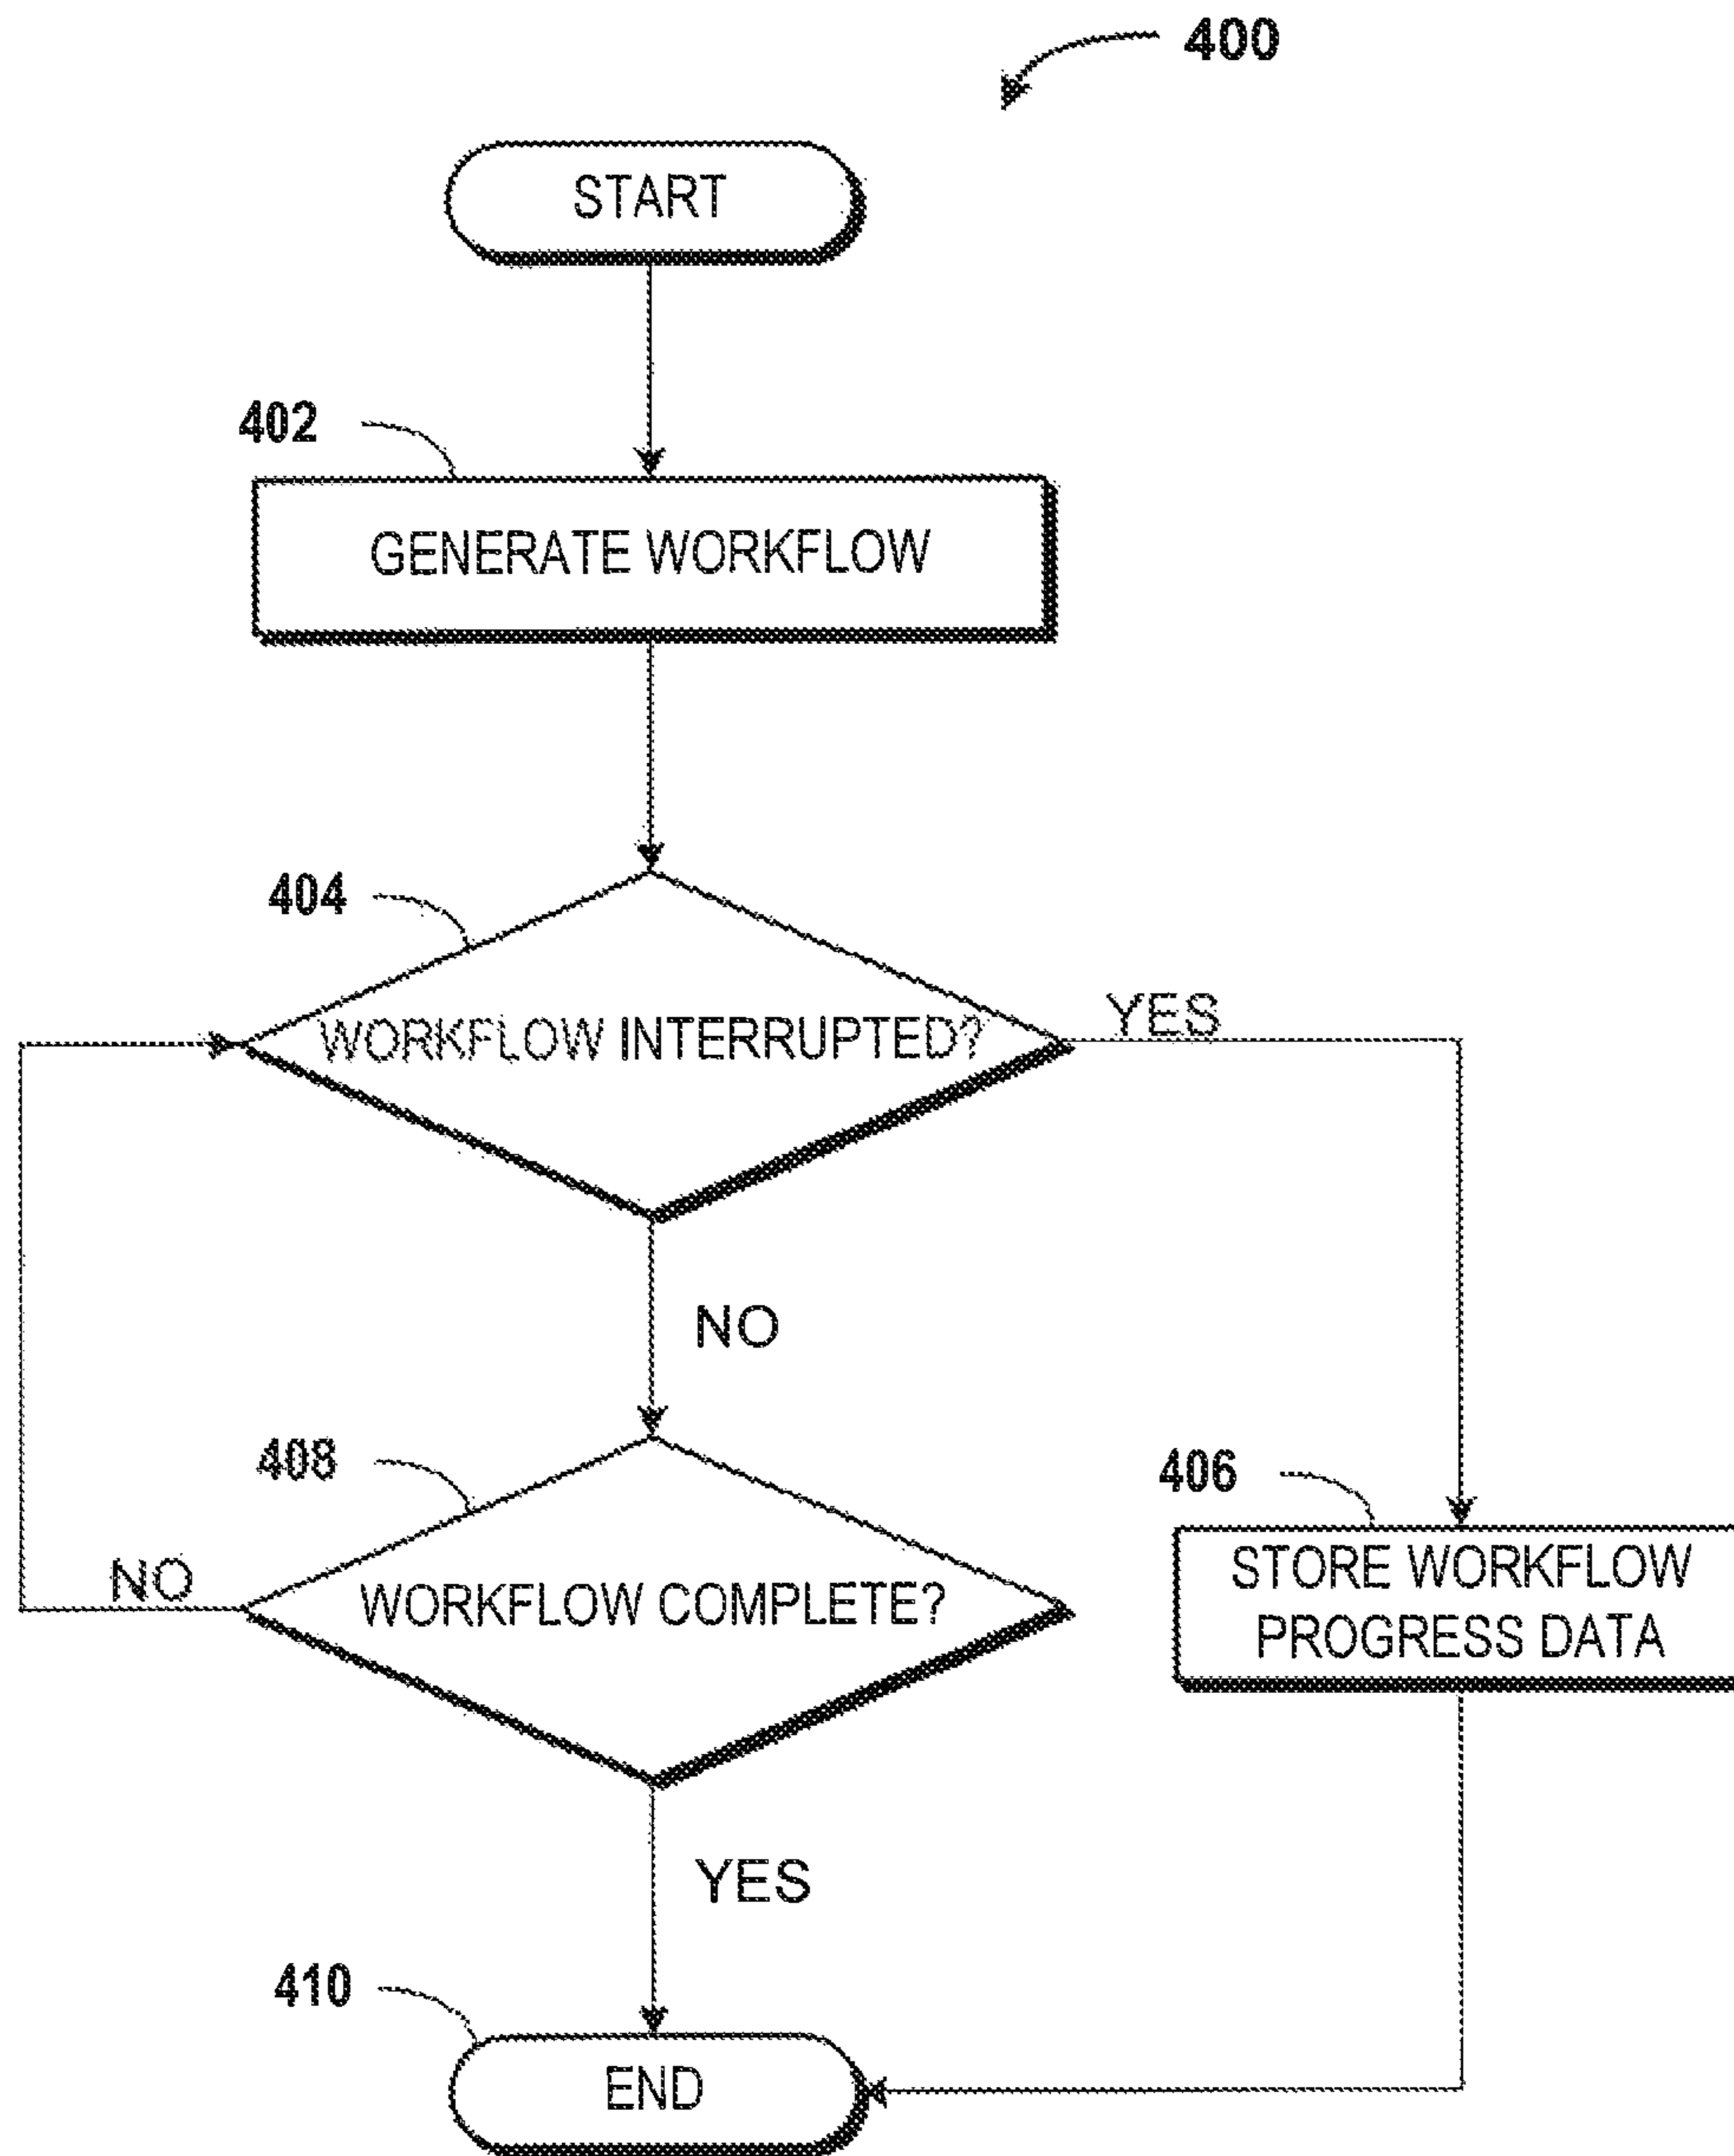 400
START
402
GENERATE WORKFLOW
404
WORKFLOW INTERRUPTED?
YES
NO
408
406
NO
WORKFLOW COMPLETE?
STORE WORKFLOW
PROGRESS DATA
YES
410
END